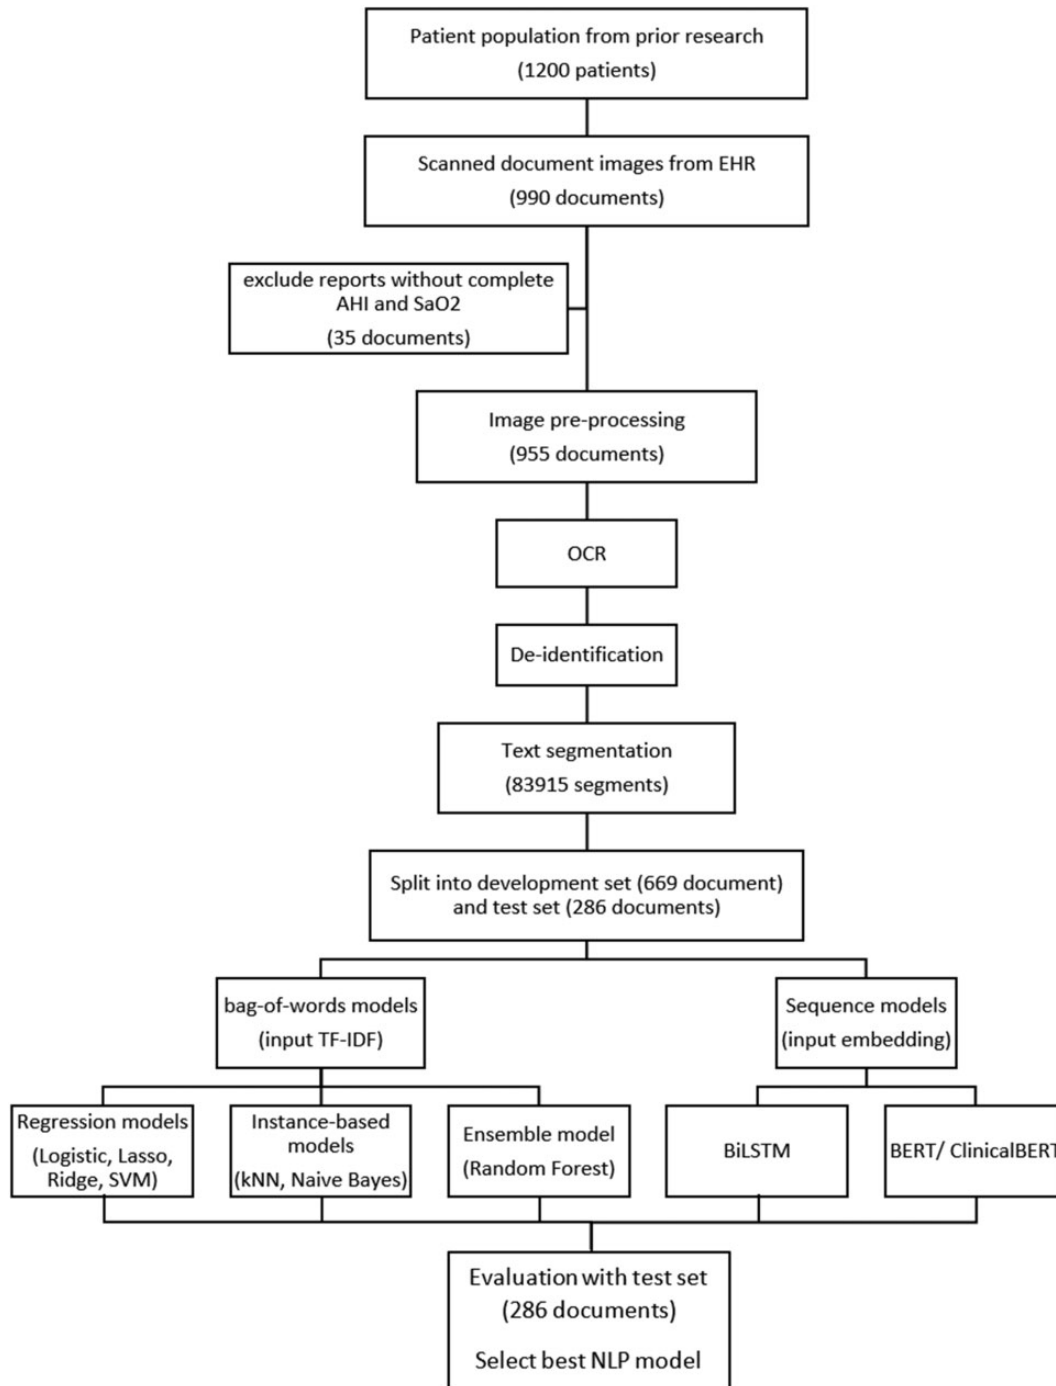 Patient population from prior research
(1200 patients)
Scanned document images from EHR
(990 documents)
exclude reports without complete
AHI and SaO2
(35 documents)
Image pre-processing
(955 documents)
OCR
De-identification
Text segmentation
(83915 segments)
Split into development set (669 document)
and test set (286 documents)
bag-of-words models
(input TF-IDF)
Sequence models
(input embedding)
Regression models
(Logistic, Lasso,
Ridge, SVM)
Instance-based
models
(kNN, Naive Bayes)
Ensemble model
(Random Forest)
BiLSTM
BERT/ ClinicalBERT
Evaluation with test set
(286 documents)
Select best NLP model